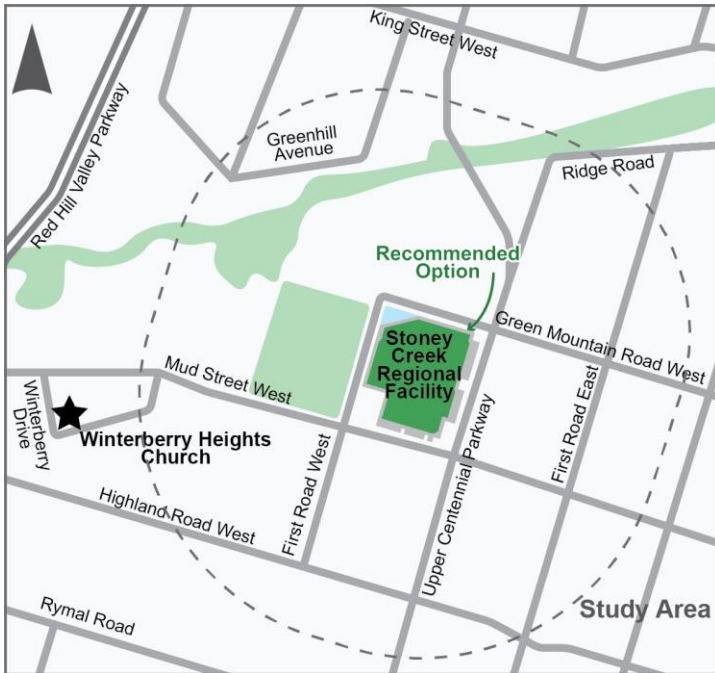 King Street West
Greenhill
Avenue
Red Hill Valley Parkway
Ridge Road
Recommended
Option
Green Mountain Road West
Stoney
Creek
Regional
Facility
Mud Street West
Winterberry
Drive
Winterberry Heights
Church
First Road West
Upper Centennial Parkway
First Road East
Highland Road West
Study Area
Rymal Road